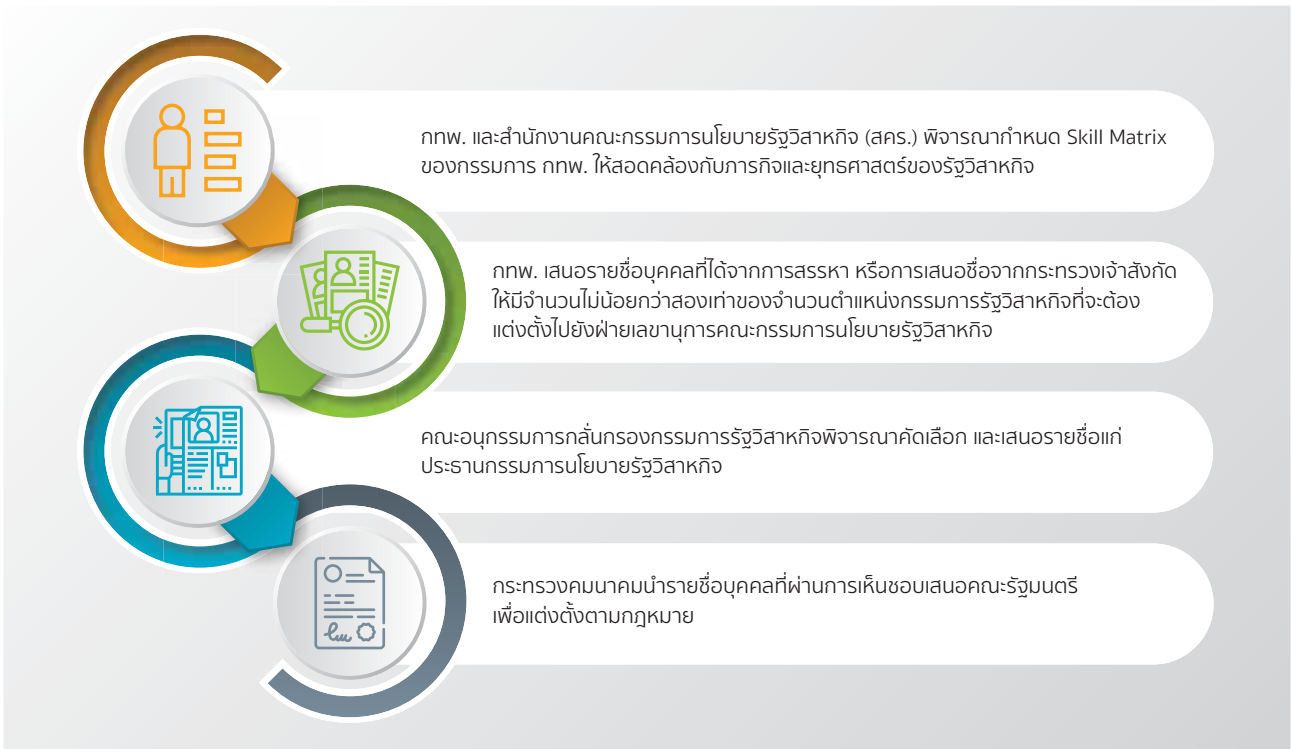 กทพ. และสำนักงานคณะกรรมการนโยบายรัฐวิสาหกิจ (สคร.) พิจารณากำหนด Skill Matrix
ของกรรมการ กทพ. ให้สอดคล้องกับภารกิจและยุทธศาสตร์ของรัฐวิสาหกิจ
กทพ. เสนอรายชื่อบุคคลที่ได้จากการสรรหา หรือการเสนอชื่อจากกระทรวงเจ้าสังกัด
ให้มีจำนวนไม่น้อยกว่าสองเท่าของจำนวนตำแหน่งกรรมการรัฐวิสาหกิจที่จะต้อง
แต่งตั้งไปยังฝ่ายเลขานุการคณะกรรมการนโยบายรัฐวิสาหกิจ
คณะอนุกรรมการกลั่นกรองกรรมการรัฐวิสาหกิจพิจารณาคัดเลือก และเสนอรายชื่อแก่
ประธานกรรมการนโยบายรัฐวิสาหกิจ
กระทรวงคมนาคมนำรายชื่อบุคคลที่ผ่านการเห็นชอบเสนอคณะรัฐมนตรี
เพื่อแต่งตั้งตามกฎหมาย